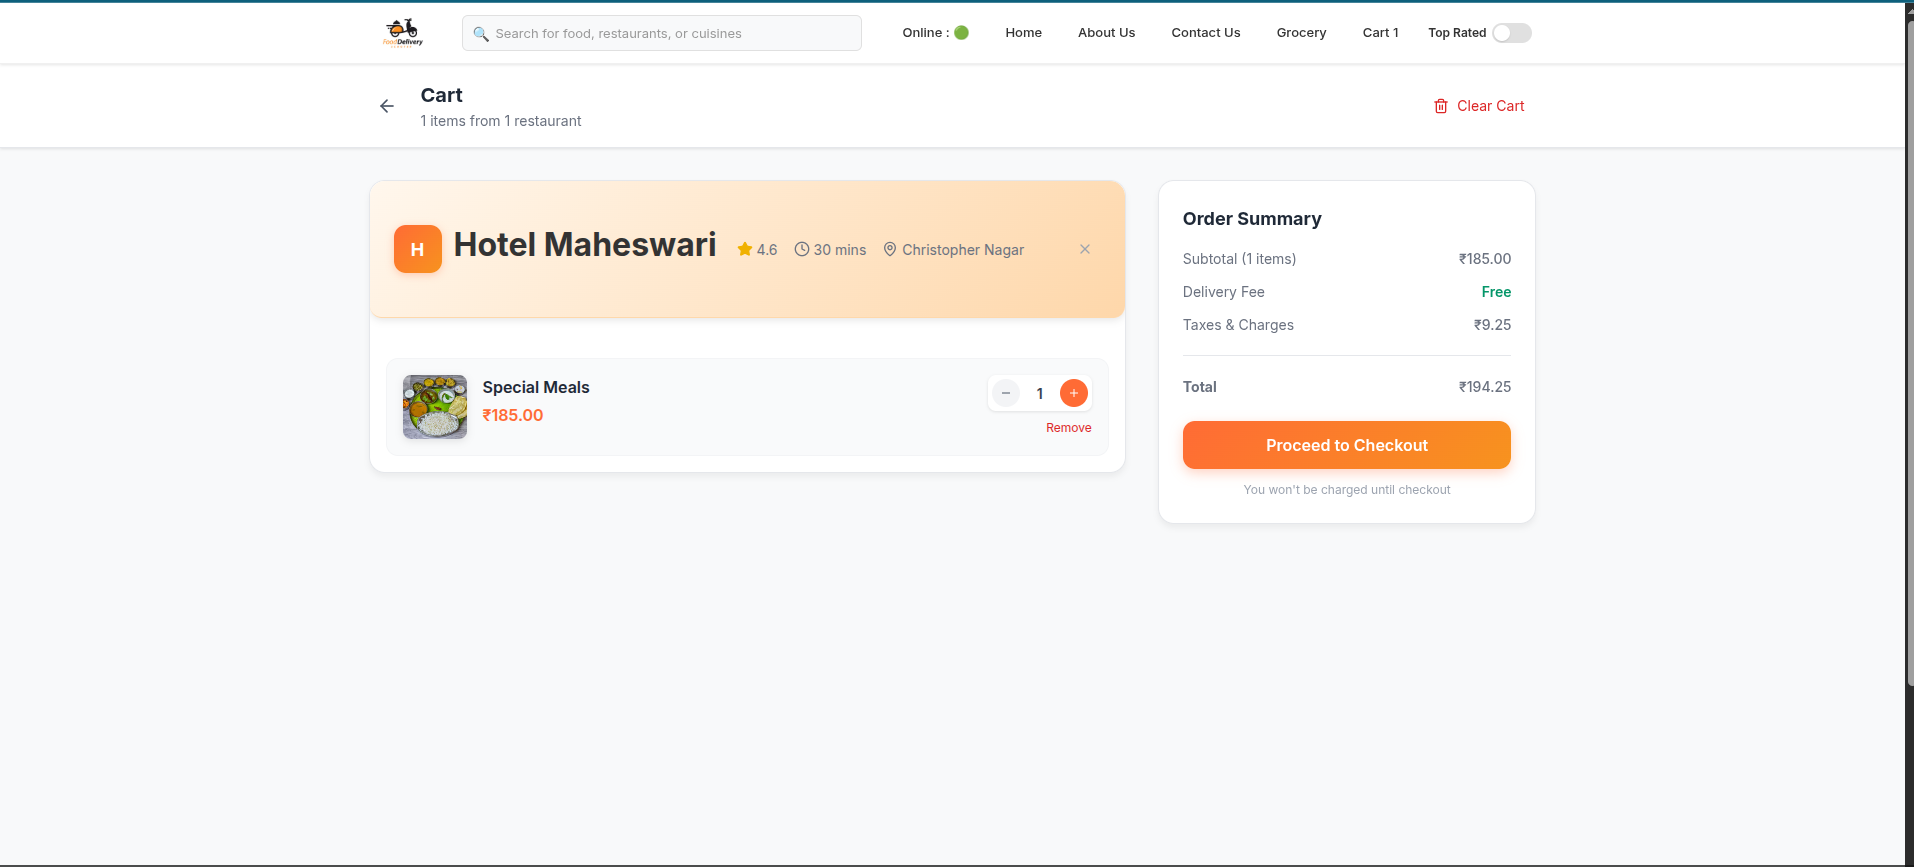 FoodDelivery
Search for food, restaurants, or cuisines
Online :
Home
About Us
Contact Us
Grocery
Cart 1
Top Rated
Cart
1 items from 1 restaurant
Clear Cart
H
Hotel Maheswari
4.6
30 mins
Christopher Nagar
Special Meals
₹185.00
− 1 +
Remove
Order Summary
Subtotal (1 items) ₹185.00
Delivery Fee Free
Taxes & Charges ₹9.25
Total ₹194.25
Proceed to Checkout
You won't be charged until checkout